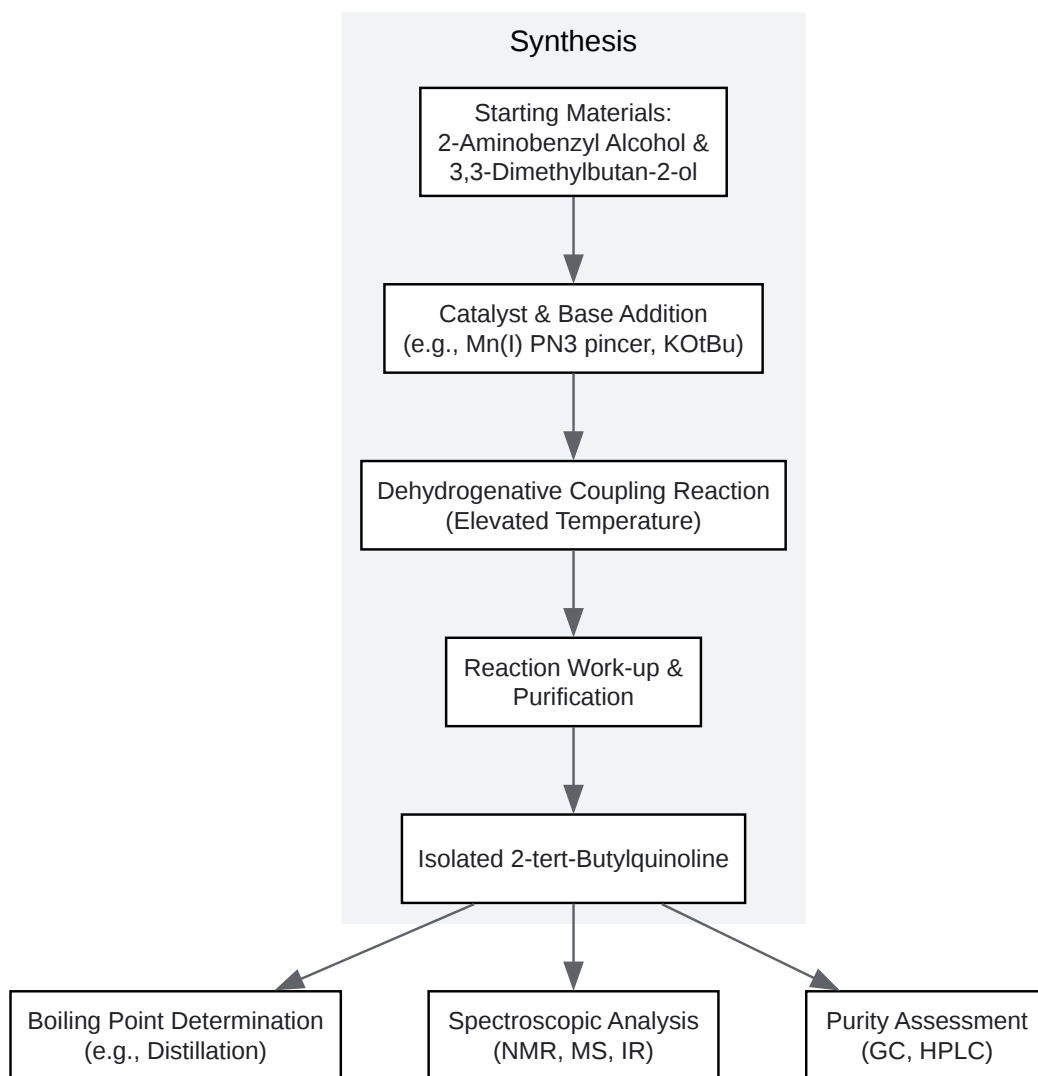 Synthesis
Starting Materials:
2-Aminobenzyl Alcohol &
3,3-Dimethylbutan-2-ol
Catalyst & Base Addition
(e.g., Mn(I) PN3 pincer, KOtBu)
Dehydrogenative Coupling Reaction
(Elevated Temperature)
Reaction Work-up &
Purification
Isolated 2-tert-Butylquinoline
Boiling Point Determination
(e.g., Distillation)
Spectroscopic Analysis
(NMR, MS, IR)
Purity Assessment
(GC, HPLC)